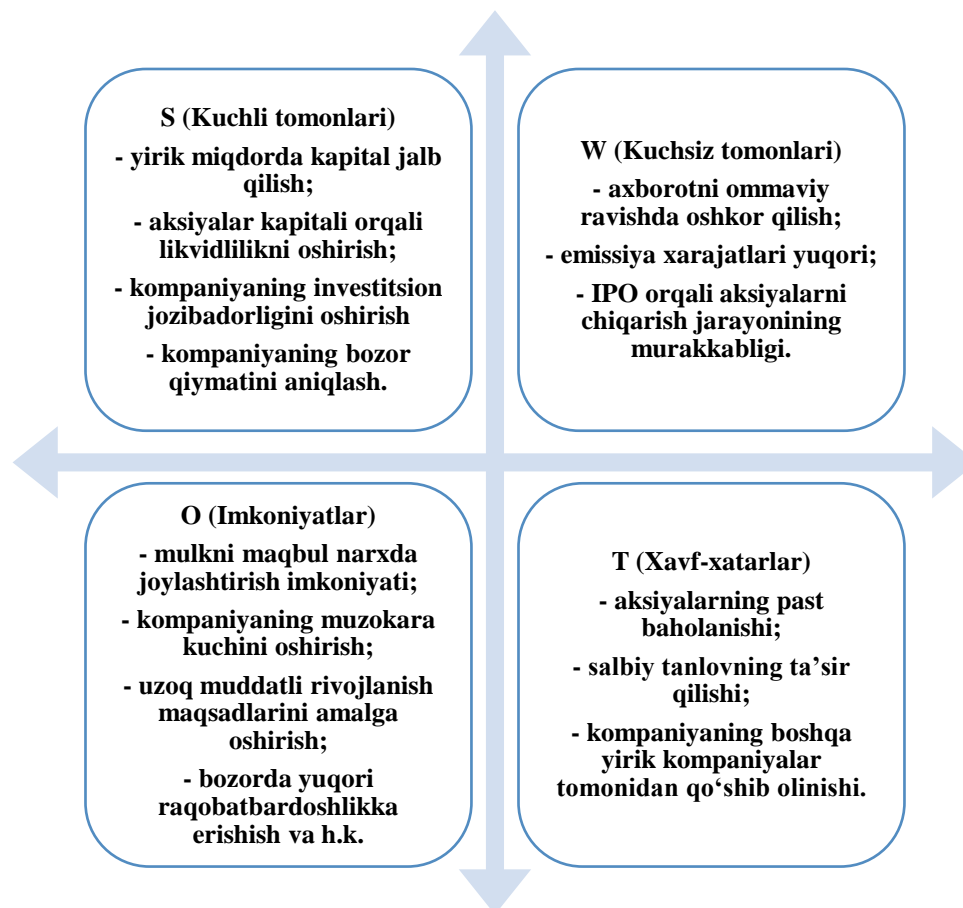 S (Kuchli tomonlari)
- yirik miqdorda kapital jalb
qilish;
- aksiyalar kapitali orqali
likvidlilikni oshirish;
- kompaniyaning investitsion
jozibadorligini oshirish
- kompaniyaning bozor
qiymatini aniqlash.
W (Kuchsiz tomonlari)
- axborotni ommaviy
ravishda oshkor qilish;
- emissiya xarajatlari yuqori;
- IPO orqali aksiyalarni
chiqarish jarayonining
murakkabligi.
O (Imkoniyatlar)
- mulkni maqbul narxda
joylashtirish imkoniyati;
- kompaniyaning muzokara
kuchini oshirish;
- uzoq muddatli rivojlanish
maqsadlarini amalga
oshirish;
- bozorda yuqori
raqobatbardoshlikka
erishish va h.k.
T (Xavf-xatarlar)
- aksiyalarning past
baholanishi;
- salbiy tanlovning ta’sir
qilishi;
- kompaniyaning boshqa
yirik kompaniyalar
tomonidan qo‘shib olinishi.